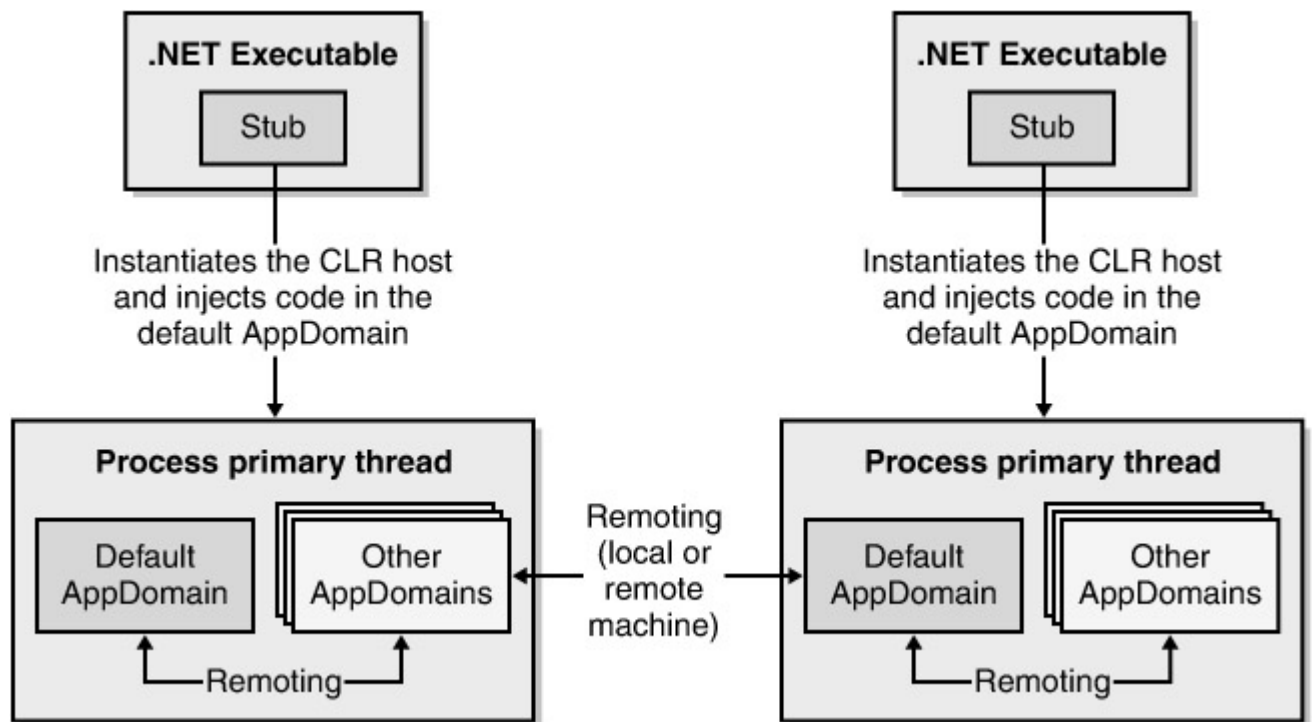 .NET Executable
Stub
Instantiates the CLR host
and injects code in the
default AppDomain
Process primary thread
Default
AppDomain
Other
AppDomains
Remoting
Remoting
(local or
remote
machine)
.NET Executable
Stub
Instantiates the CLR host
and injects code in the
default AppDomain
Process primary thread
Default
AppDomain
Other
AppDomains
Remoting